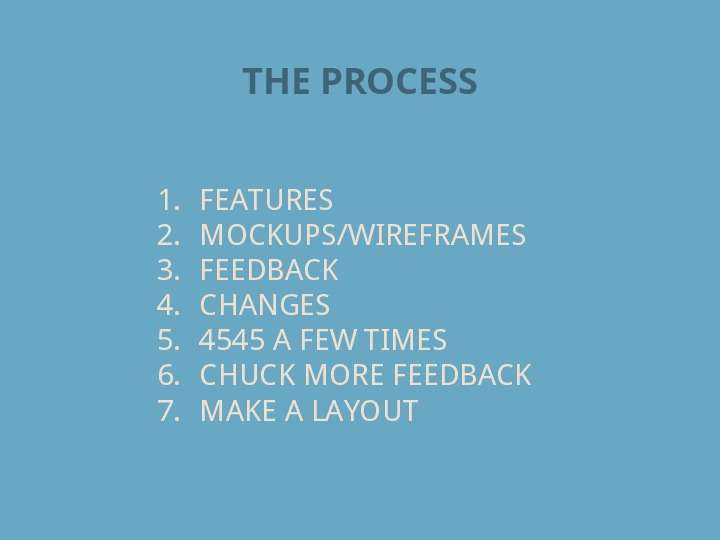 THE PROCESS
1. FEATURES
2. MOCKUPS/WIREFRAMES
3. FEEDBACK
4. CHANGES
5. 4545 A FEW TIMES
6. CHUCK MORE FEEDBACK
7. MAKE A LAYOUT